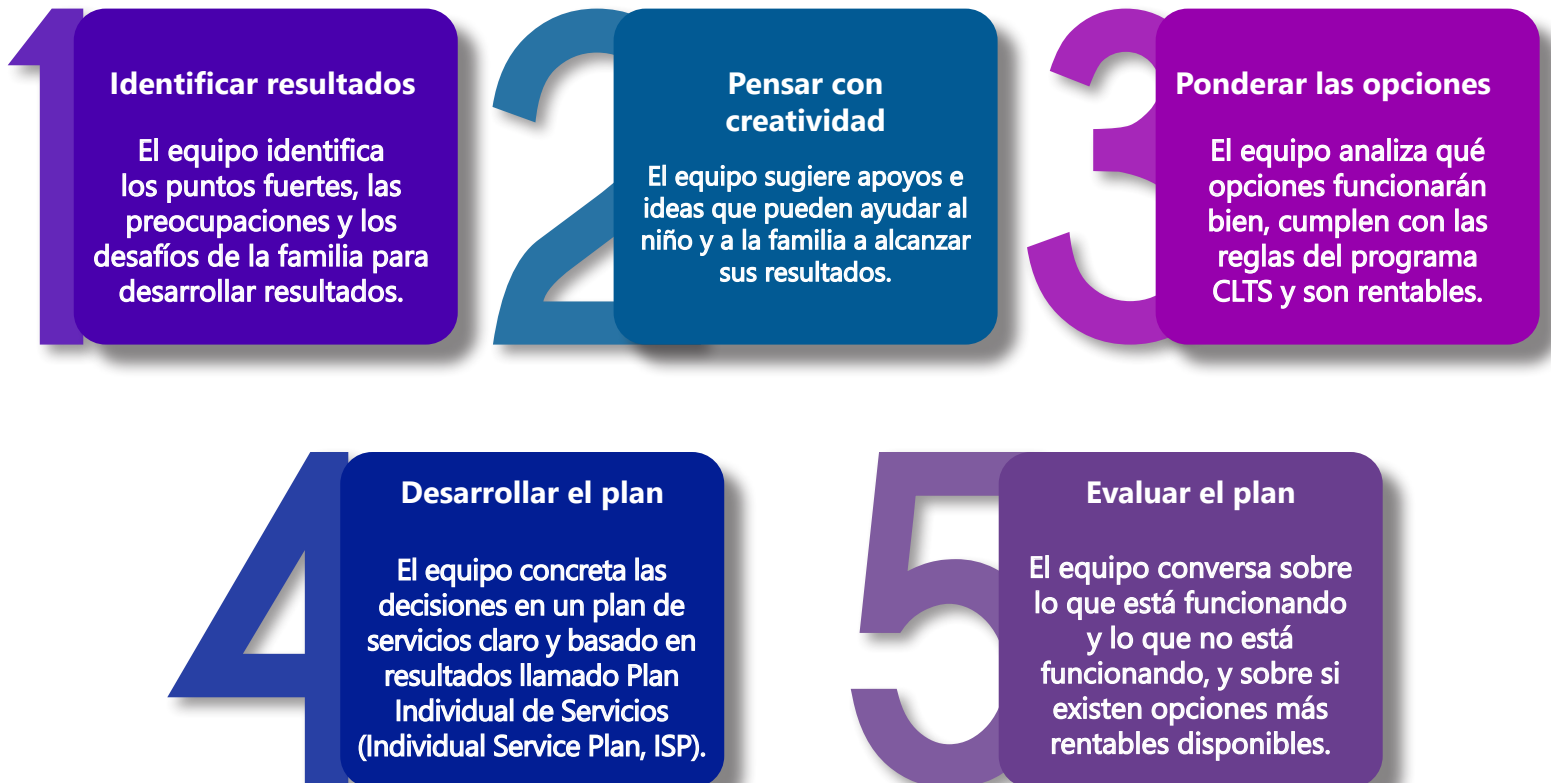 1
Identificar resultados
El equipo identifica
los puntos fuertes, las
preocupaciones y los
desafíos de la familia para
desarrollar resultados.
2
Pensar con
creatividad
El equipo sugiere apoyos e
ideas que pueden ayudar al
niño y a la familia a alcanzar
sus resultados.
3
Ponderar las opciones
El equipo analiza qué
opciones funcionarán
bien, cumplen con las
reglas del programa
CLTS y son rentables.
4
Desarrollar el plan
El equipo concreta las
decisiones en un plan de
servicios claro y basado en
resultados llamado Plan
Individual de Servicios
(Individual Service Plan, ISP).
5
Evaluar el plan
El equipo conversa sobre
lo que está funcionando
y lo que no está
funcionando, y sobre si
existen opciones más
rentables disponibles.